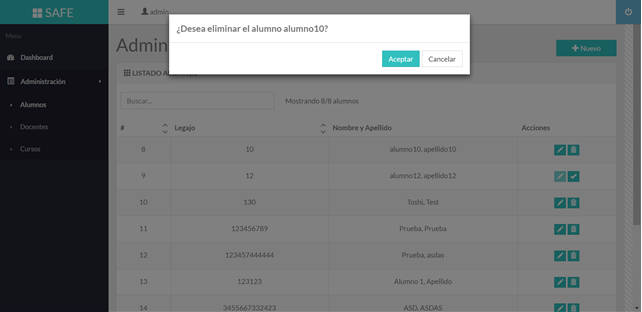 SAFE
admin
¿Desea eliminar el alumno alumno10?
Aceptar
Cancelar
Menu
Dashboard
Administración
Alumnos
Docentes
Cursos
Admin
Nuevo
LISTADO A
Buscar...
Mostrando 8/8 alumnos
# Legajo Nombre y Apellido Acciones
8 10 alumno10, apellido10
9 12 alumno12, apellido12
10 130 Toshi, Test
11 123456789 Prueba, Prueba
12 123457444444 Prueba, asdas
13 123123 Alumno 1, Apellido
14 3455667332423 ASD, ASDAS